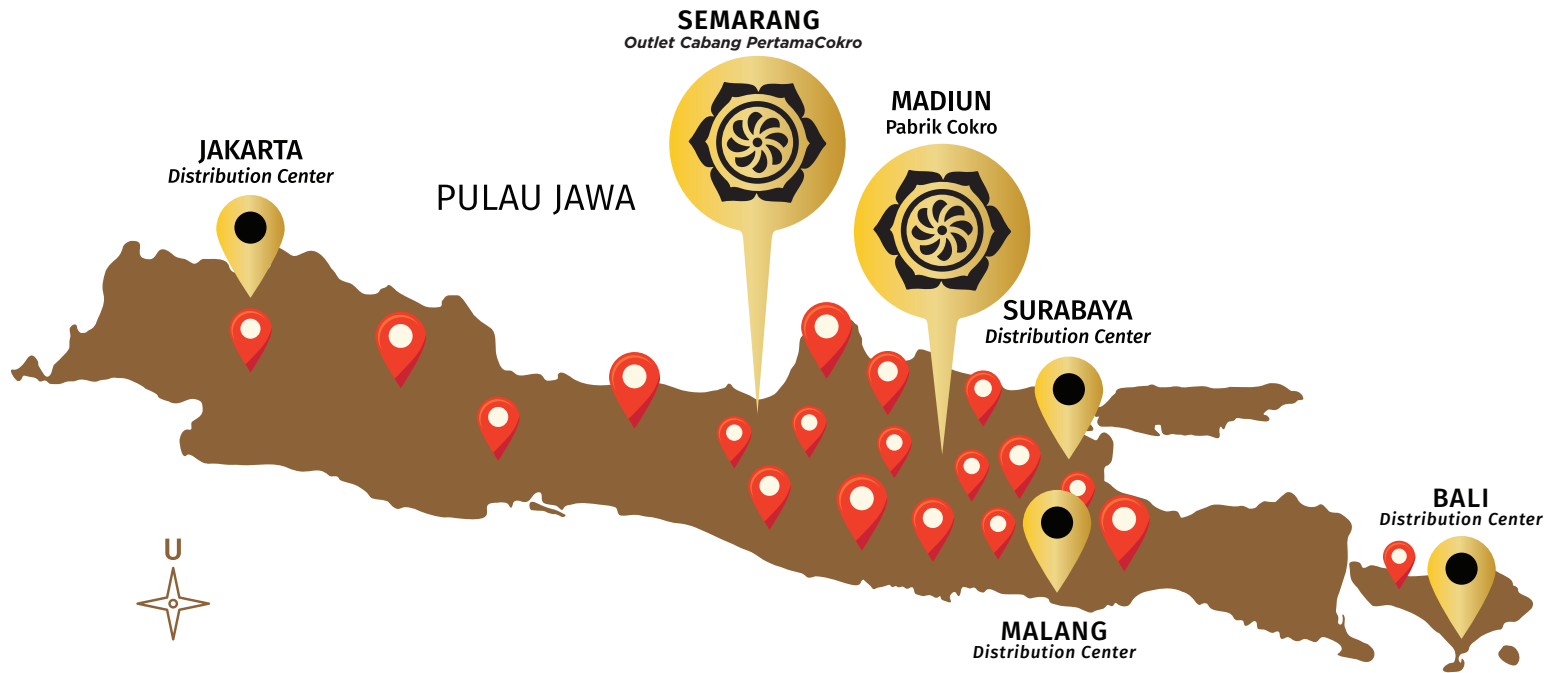 SEMARANG
Outlet Cabang PertamaCokro
MADIUN
Pabrik Cokro
JAKARTA
Distribution Center
PULAU JAWA
SURABAYA
Distribution Center
BALI
Distribution Center
U
MALANG
Distribution Center